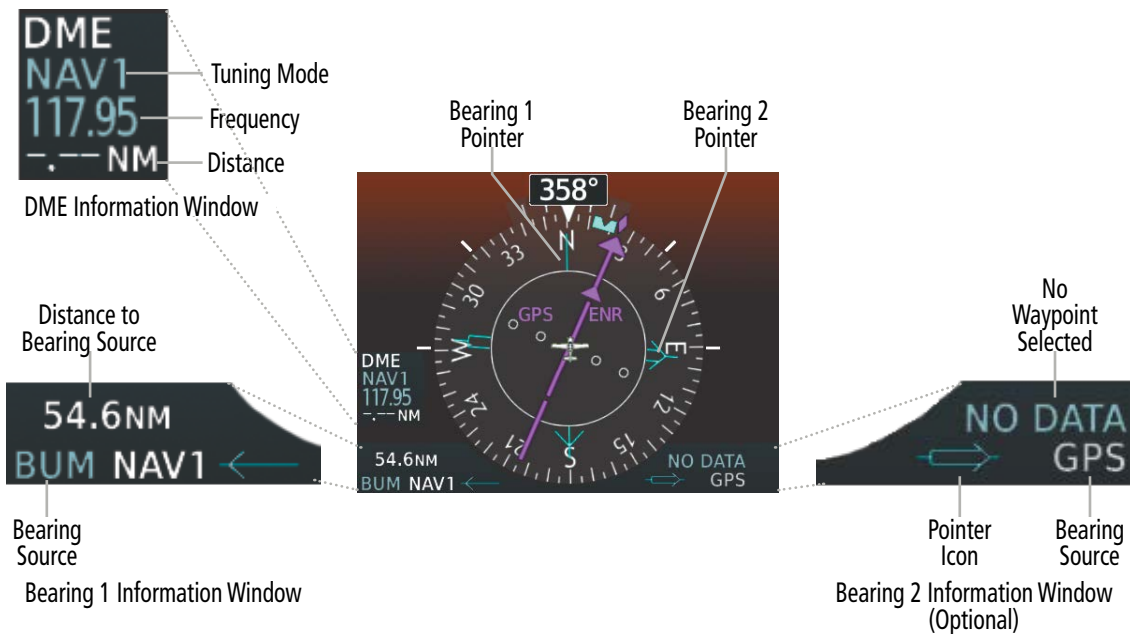 DME
NAV1
117.95
-.-- NM
Tuning Mode
Frequency
Distance
DME Information Window
Bearing 1
Pointer
Bearing 2
Pointer
358°
N
3
6
E
12
15
S
21
24
W
30
33
GPS
ENR
DME
NAV1
117.95
-.-- NM
54.6NM
BUM NAV1
NO DATA
GPS
Distance to
Bearing Source
54.6NM
BUM NAV1
Bearing
Source
Bearing 1 Information Window
No
Waypoint
Selected
NO DATA
GPS
Pointer
Icon
Bearing
Source
Bearing 2 Information Window
(Optional)